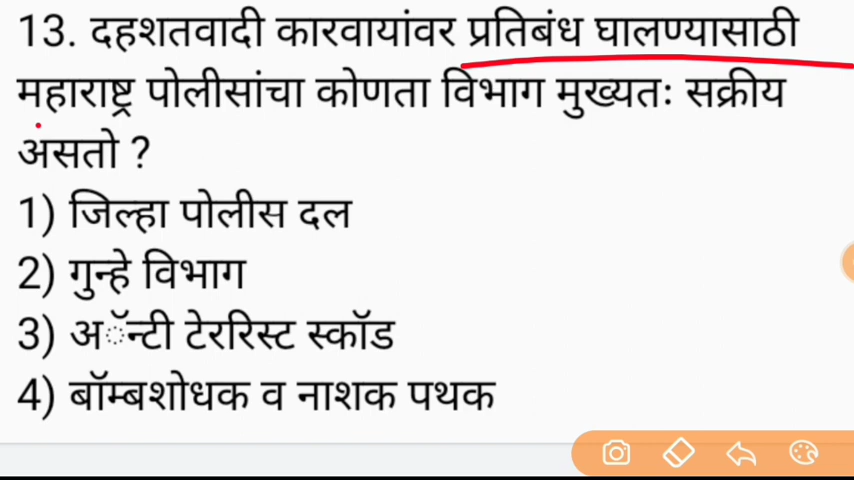 13. दहशतवादी कारवायांवर प्रतिबंध घालण्यासाठी
महाराष्ट्र पोलीसांचा कोणता विभाग मुख्यतः सक्रीय
असतो ?
1) जिल्हा पोलीस दल
2) गुन्हे विभाग
3) अॅन्टी टेररिस्ट स्कॉड
4) बॉम्बशोधक व नाशक पथक